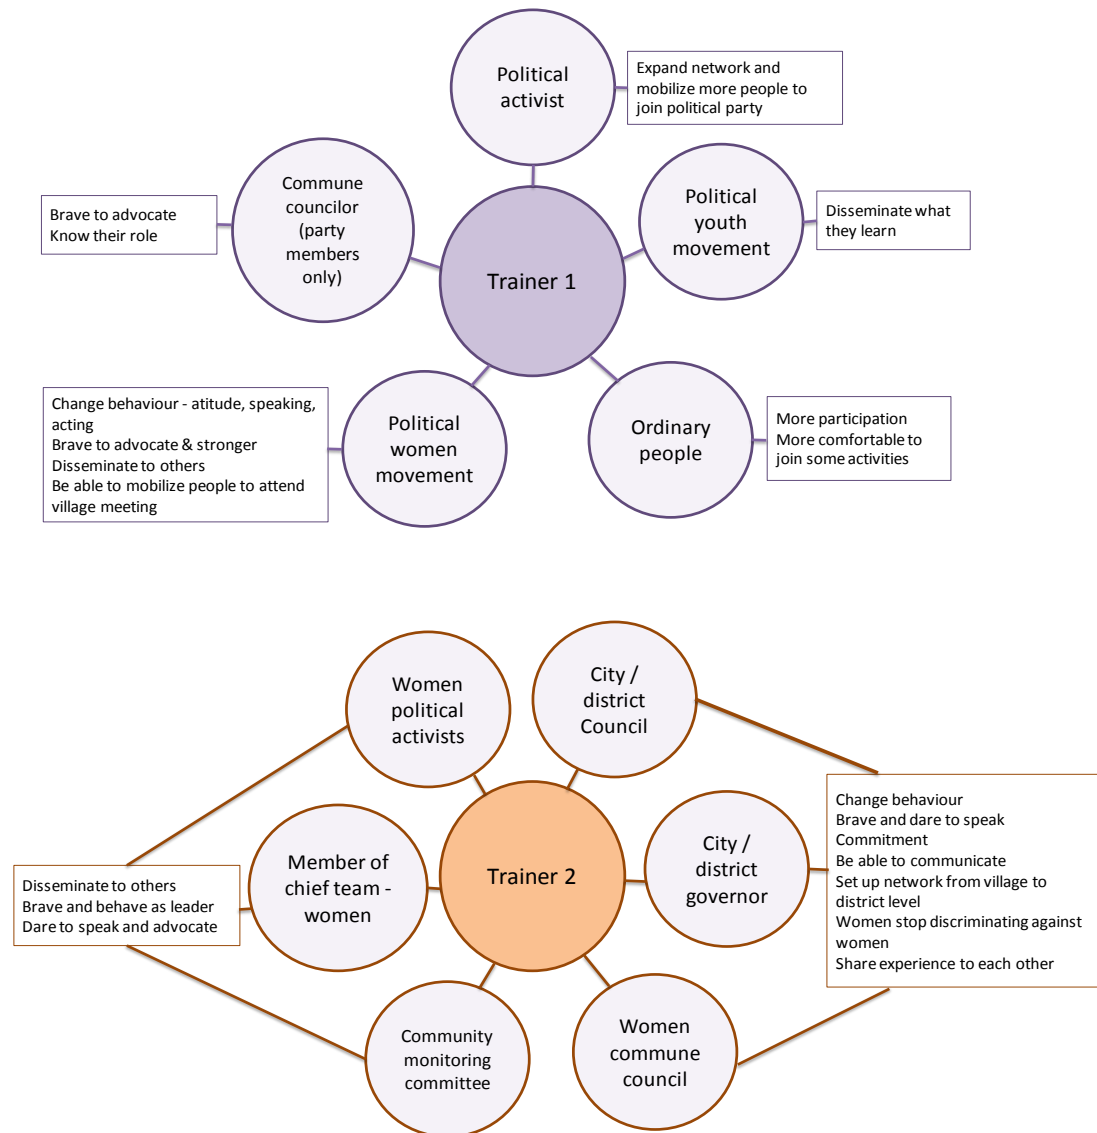 Political
activist
Expand network and
mobilize more people to
join political party
Commune
councilor
(party
members
only)
Brave to advocate
Know their role
Political
youth
movement
Disseminate what
they learn
Trainer 1
Change behaviour - atitude, speaking,
acting
Brave to advocate & stronger
Disseminate to others
Be able to mobilize people to attend
village meeting
Political
women
movement
Ordinary
people
More participation
More comfortable to
join some activities
Women
political
activists
City /
district
Council
Member of
chief team -
women
Trainer 2
City /
district
governor
Change behaviour
Brave and dare to speak
Commitment
Be able to communicate
Set up network from village to
district level
Women stop discriminating against
women
Share experience to each other
Disseminate to others
Brave and behave as leader
Dare to speak and advocate
Community
monitoring
committee
Women
commune
council